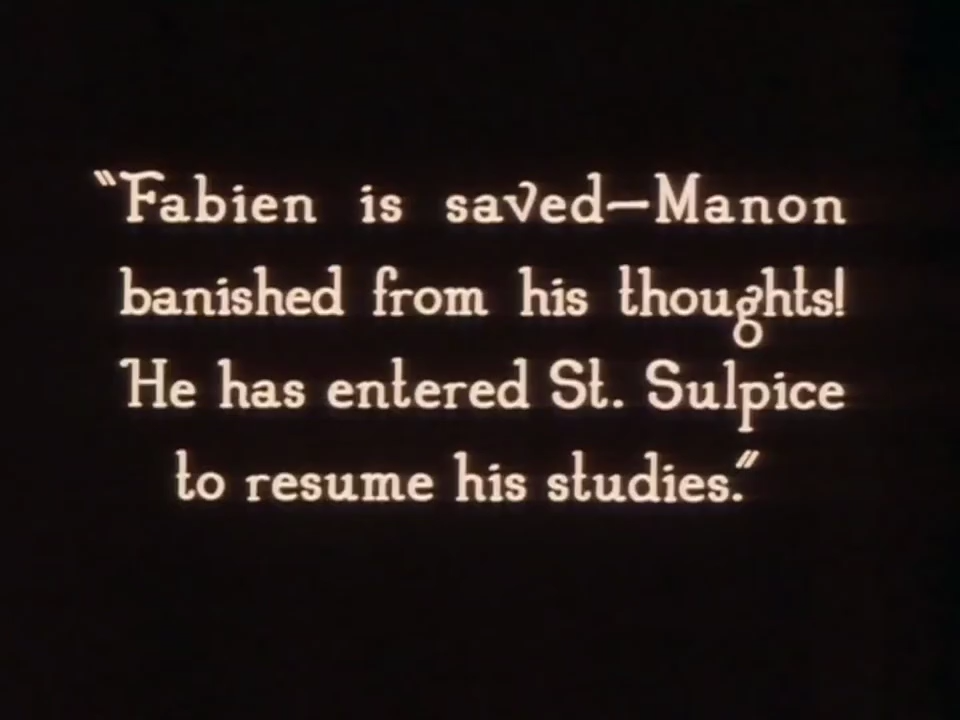 "Fabien is saved—Manon
banished from his thoughts!
He has entered St. Sulpice
to resume his studies."